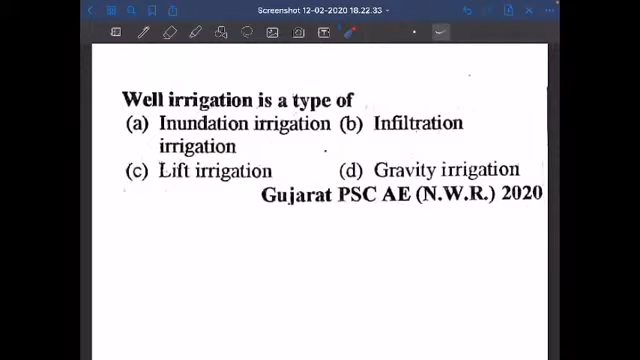 Screenshot 12-02-2020 18.22.33
Well irrigation is a type of
(a) Inundation irrigation (b) Infiltration
irrigation
(c) Lift irrigation (d) Gravity irrigation
Gujarat PSC AE (N.W.R.) 2020